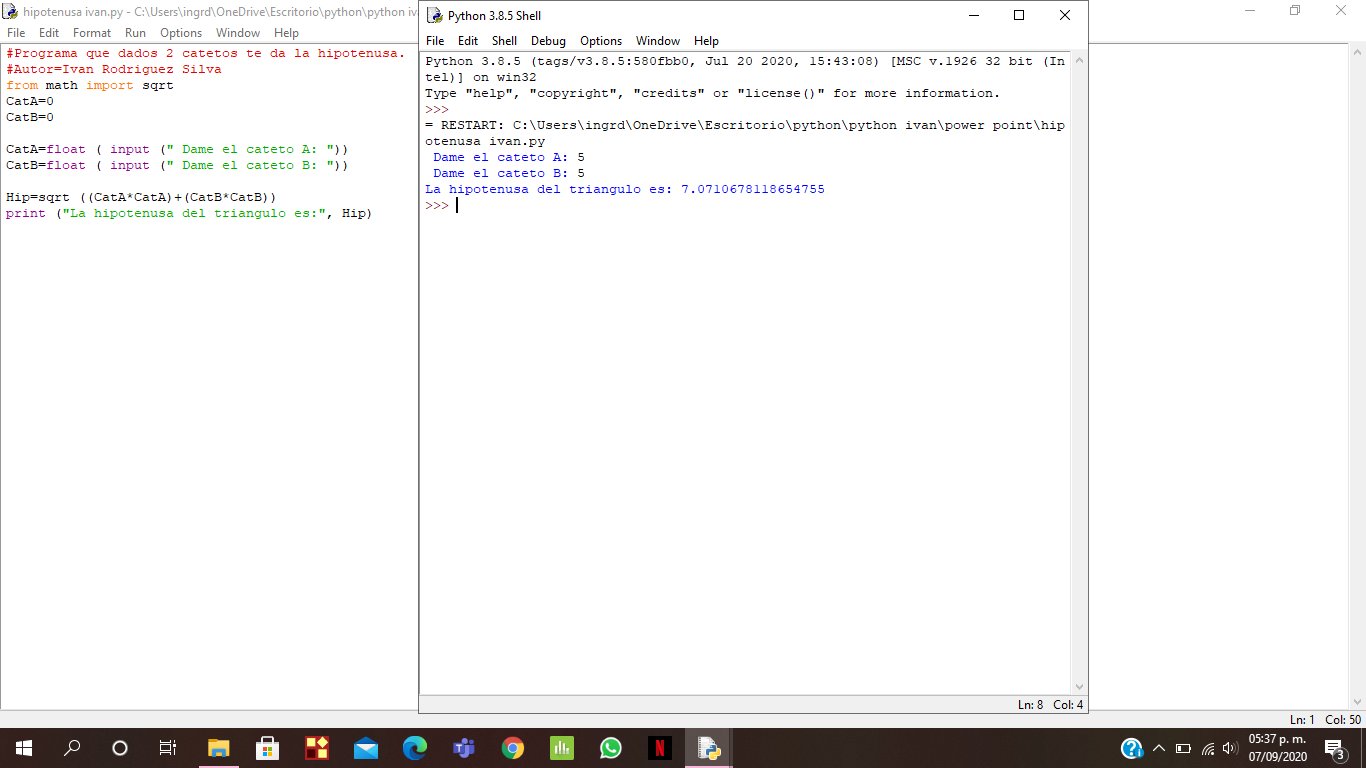 hipotenusa ivan.py - C:\Users\ingrd\OneDrive\Escritorio\python\python iv
File Edit Format Run Options Window Help
#Programa que dados 2 catetos te da la hipotenusa.
#Autor=Ivan Rodriguez Silva
from math import sqrt
CatA=0
CatB=0
CatA=float ( input (" Dame el cateto A: "))
CatB=float ( input (" Dame el cateto B: "))
Hip=sqrt ((CatA*CatA)+(CatB*CatB))
print ("La hipotenusa del triangulo es:", Hip)
Python 3.8.5 Shell
File Edit Shell Debug Options Window Help
Python 3.8.5 (tags/v3.8.5:580fbb0, Jul 20 2020, 15:43:08) [MSC v.1926 32 bit (In
tel)] on win32
Type "help", "copyright", "credits" or "license()" for more information.
>>>
= RESTART: C:\Users\ingrd\OneDrive\Escritorio\python\python ivan\power point\hip
otenusa ivan.py
Dame el cateto A: 5
Dame el cateto B: 5
La hipotenusa del triangulo es: 7.0710678118654755
>>>
Ln: 8 Col: 4
Ln: 1 Col: 50
05:37 p. m.
07/09/2020
3